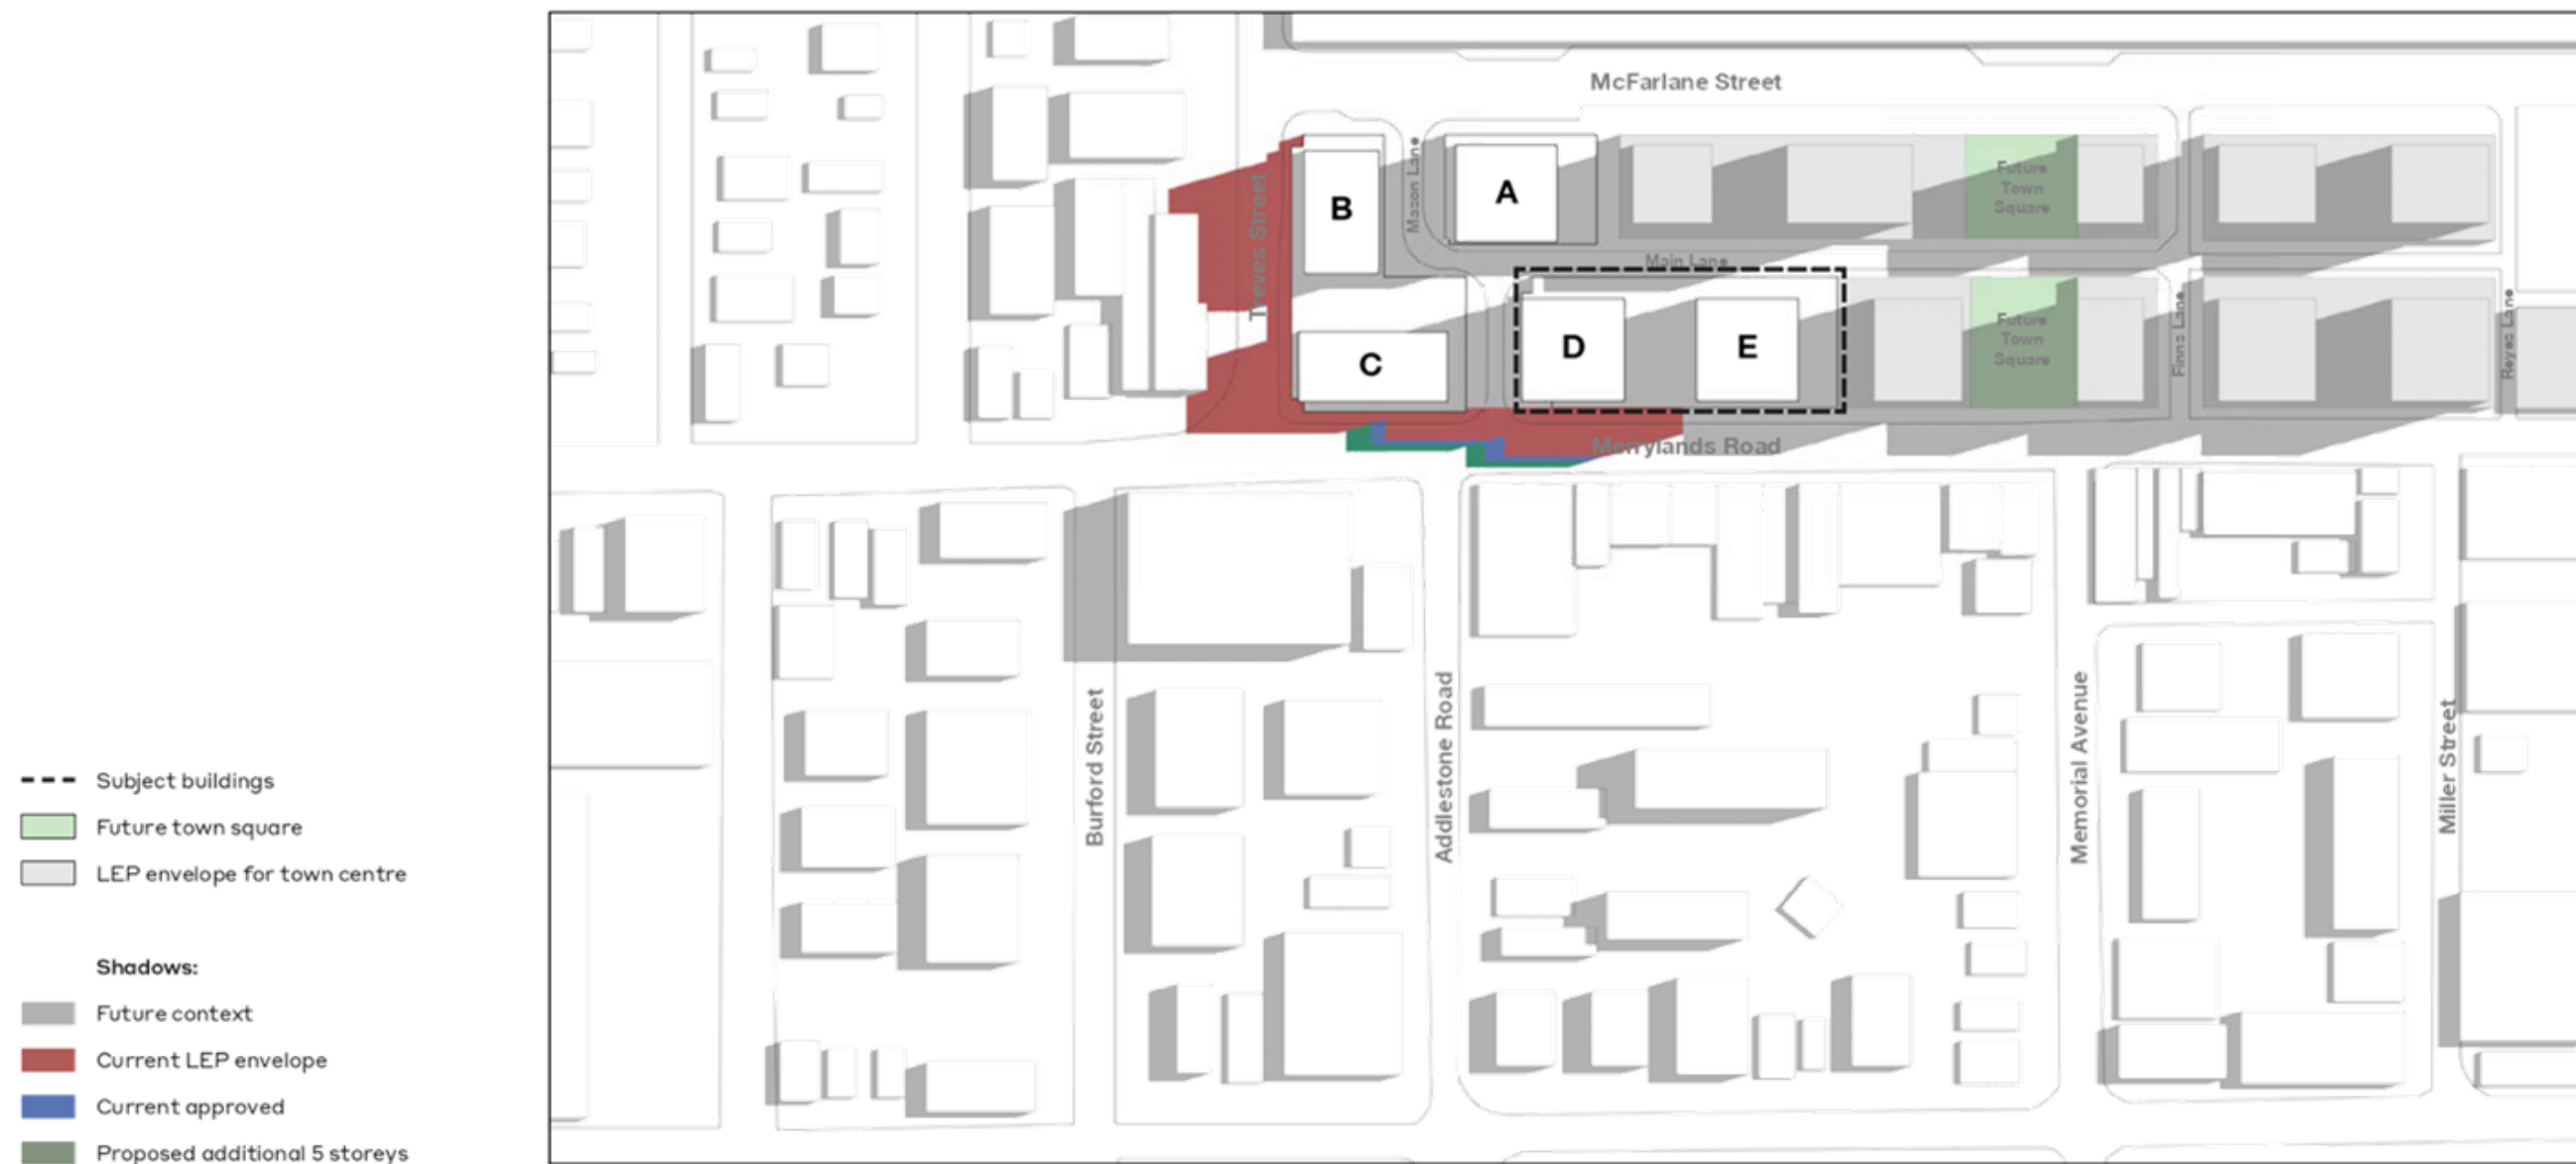 McFarlane Street
Treves Street
B
Mason Lane
A
Future
Town
Square
Main Lane
C
D
E
Future
Town
Square
Finns Lane
Reyes Lane
Merrylands Road
Burford Street
Addlestone Road
Memorial Avenue
Miller Street
Subject buildings
Future town square
LEP envelope for town centre
Shadows:
Future context
Current LEP envelope
Current approved
Proposed additional 5 storeys